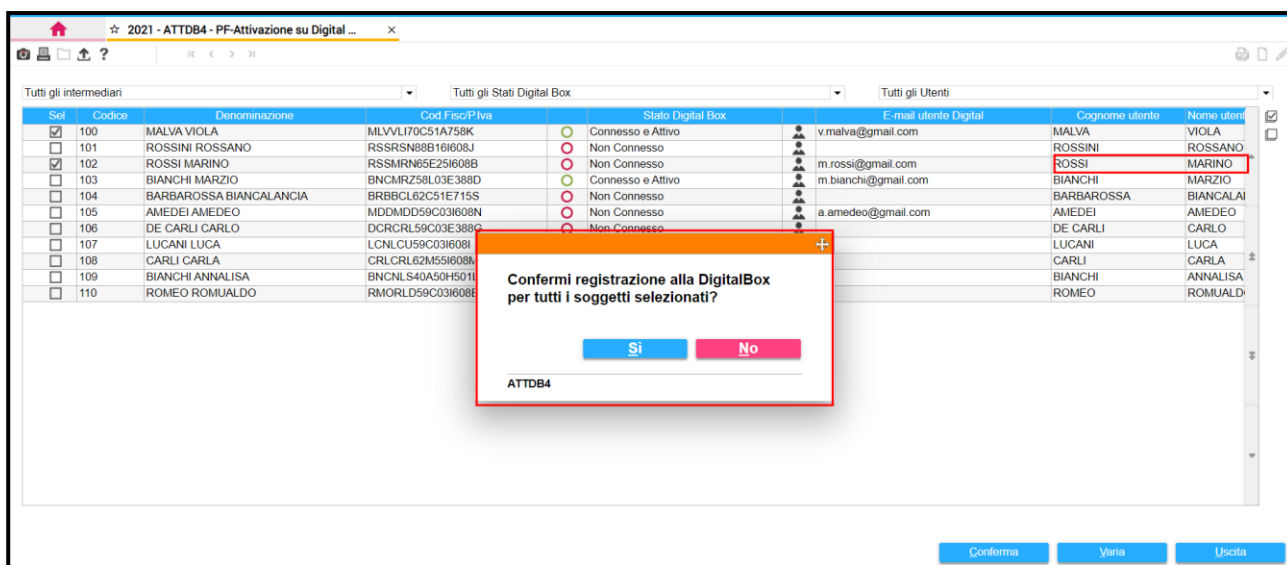 ☆ 2021 - ATTDB4 - PF-Attivazione su Digital ... ×
?
Tutti gli intermediari Tutti gli Stati Digital Box Tutti gli Utenti
Sel Codice Denominazione Cod.Fisc/P.Iva Stato Digital Box E-mail utente Digital Cognome utente Nome utent
100 MALVA VIOLA MLVVLI70C51A758K Connesso e Attivo v.malva@gmail.com MALVA VIOLA
101 ROSSINI ROSSANO RSSRSN88B16I608J Non Connesso ROSSINI ROSSANO
102 ROSSI MARINO RSSMRN65E25I608B Non Connesso m.rossi@gmail.com ROSSI MARINO
103 BIANCHI MARZIO BNCMRZ58L03E388D Connesso e Attivo m.bianchi@gmail.com BIANCHI MARZIO
104 BARBAROSSA BIANCALANCIA BRBBCL62C51E715S Non Connesso BARBAROSSA BIANCALAI
105 AMEDEI AMEDEO MDDMDD59C03I608N Non Connesso a.amedeo@gmail.com AMEDEI AMEDEO
106 DE CARLI CARLO DCRCRL59C03E388G Non Connesso DE CARLI CARLO
107 LUCANI LUCA LCNLCU59C03I608I LUCANI LUCA
108 CARLI CARLA CRLCRL62M55I608M CARLI CARLA
109 BIANCHI ANNALISA BNCNLS40A50H501L BIANCHI ANNALISA
110 ROMEO ROMUALDO RMORLD59C03I608E ROMEO ROMUALD
Confermi registrazione alla DigitalBox
per tutti i soggetti selezionati?
Sì No
ATTDB4
Conferma Varia Uscita